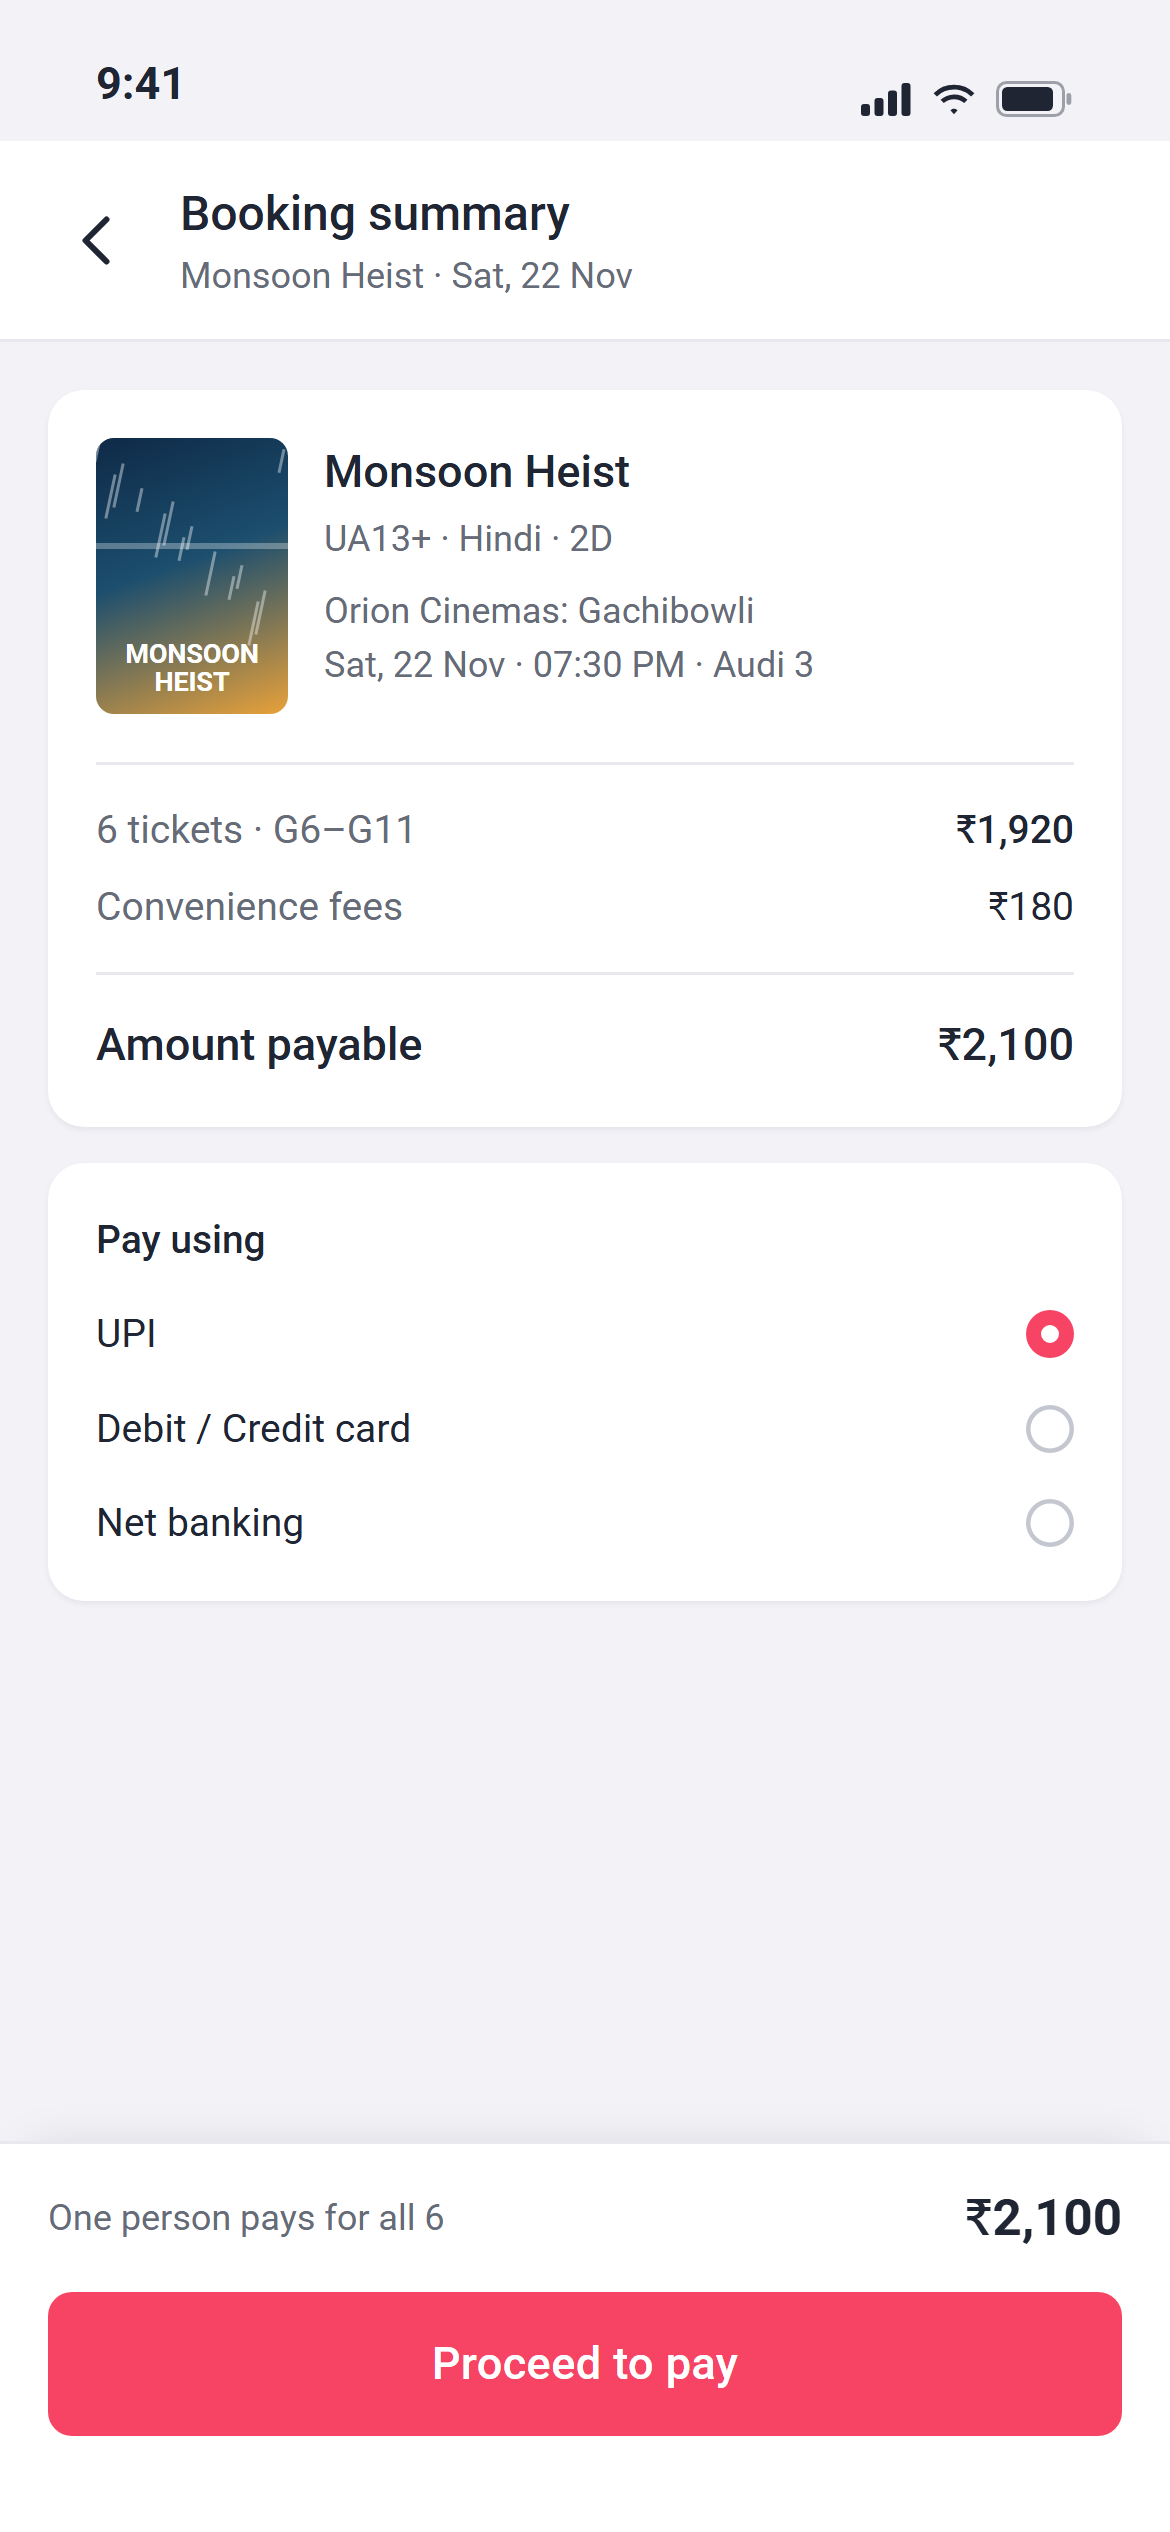 9:41
Booking summary
Monsoon Heist · Sat, 22 Nov
MONSOON
HEIST
Monsoon Heist
UA13+ · Hindi · 2D
Orion Cinemas: Gachibowli
Sat, 22 Nov · 07:30 PM · Audi 3
6 tickets · G6–G11 ₹1,920
Convenience fees ₹180
Amount payable ₹2,100
Pay using
UPI
Debit / Credit card
Net banking
One person pays for all 6 ₹2,100
Proceed to pay